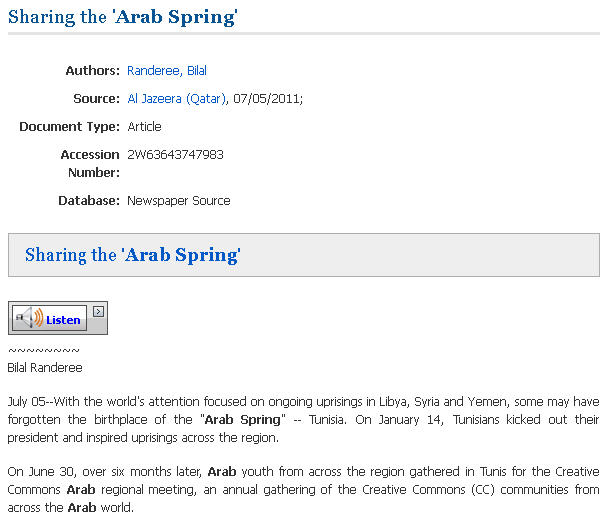 Sharing the 'Arab Spring'
Authors: Randeree, Bilal
Source: Al Jazeera (Qatar), 07/05/2011;
Document Type: Article
Accession Number: 2W63643747983
Database: Newspaper Source
Sharing the 'Arab Spring'
Listen
~~~~~~~~
Bilal Randeree
July 05--With the world's attention focused on ongoing uprisings in Libya, Syria and Yemen, some may have
forgotten the birthplace of the "Arab Spring" -- Tunisia. On January 14, Tunisians kicked out their
president and inspired uprisings across the region.
On June 30, over six months later, Arab youth from across the region gathered in Tunis for the Creative
Commons Arab regional meeting, an annual gathering of the Creative Commons (CC) communities from
across the Arab world.